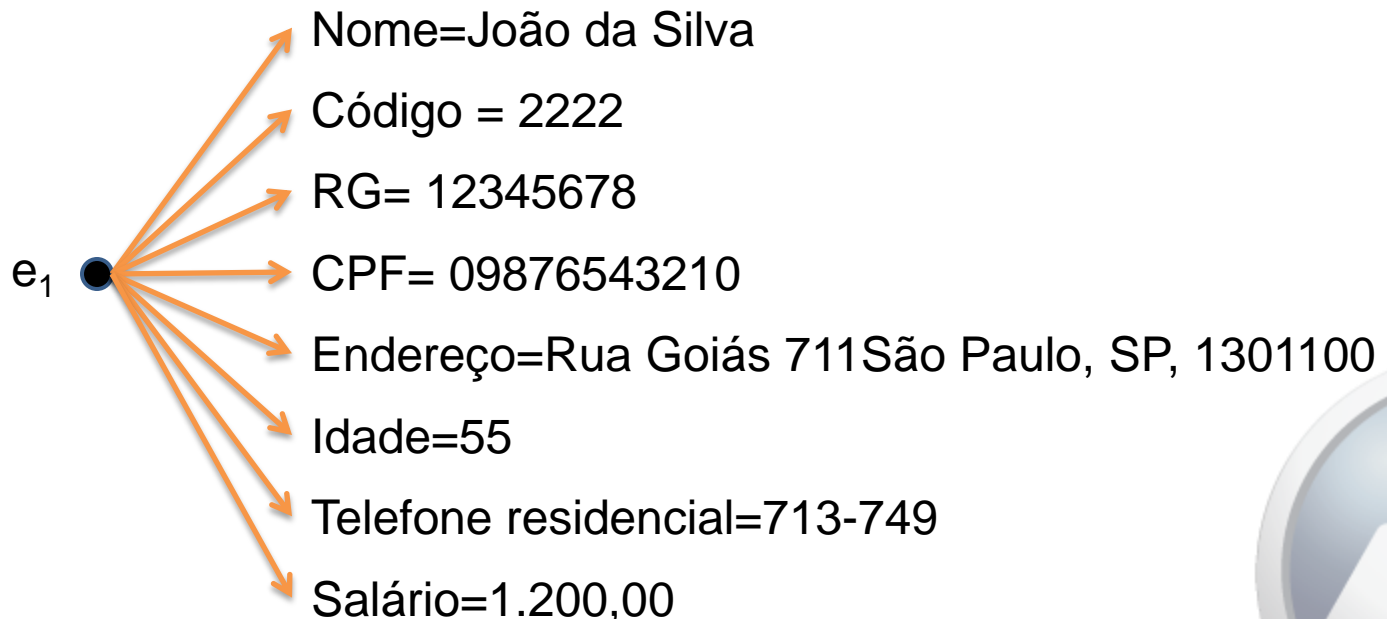 Nome=João da Silva
Código = 2222
RG= 12345678
e₁
CPF= 09876543210
Endereço=Rua Goiás 711São Paulo, SP, 1301100
Idade=55
Telefone residencial=713-749
Salário=1.200,00